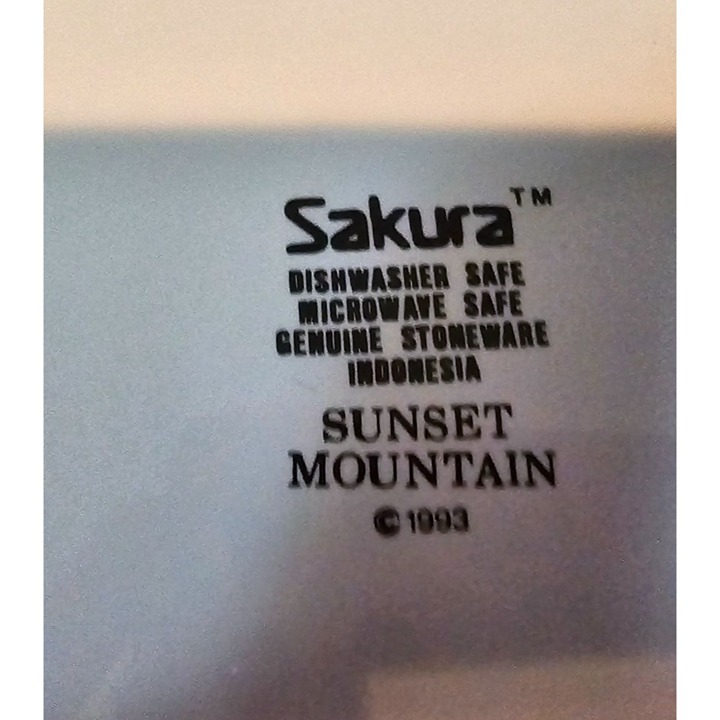 Sakura™
DISHWASHER SAFE
MICROWAVE SAFE
GENUINE STONEWARE
INDONESIA
SUNSET
MOUNTAIN
© 1993